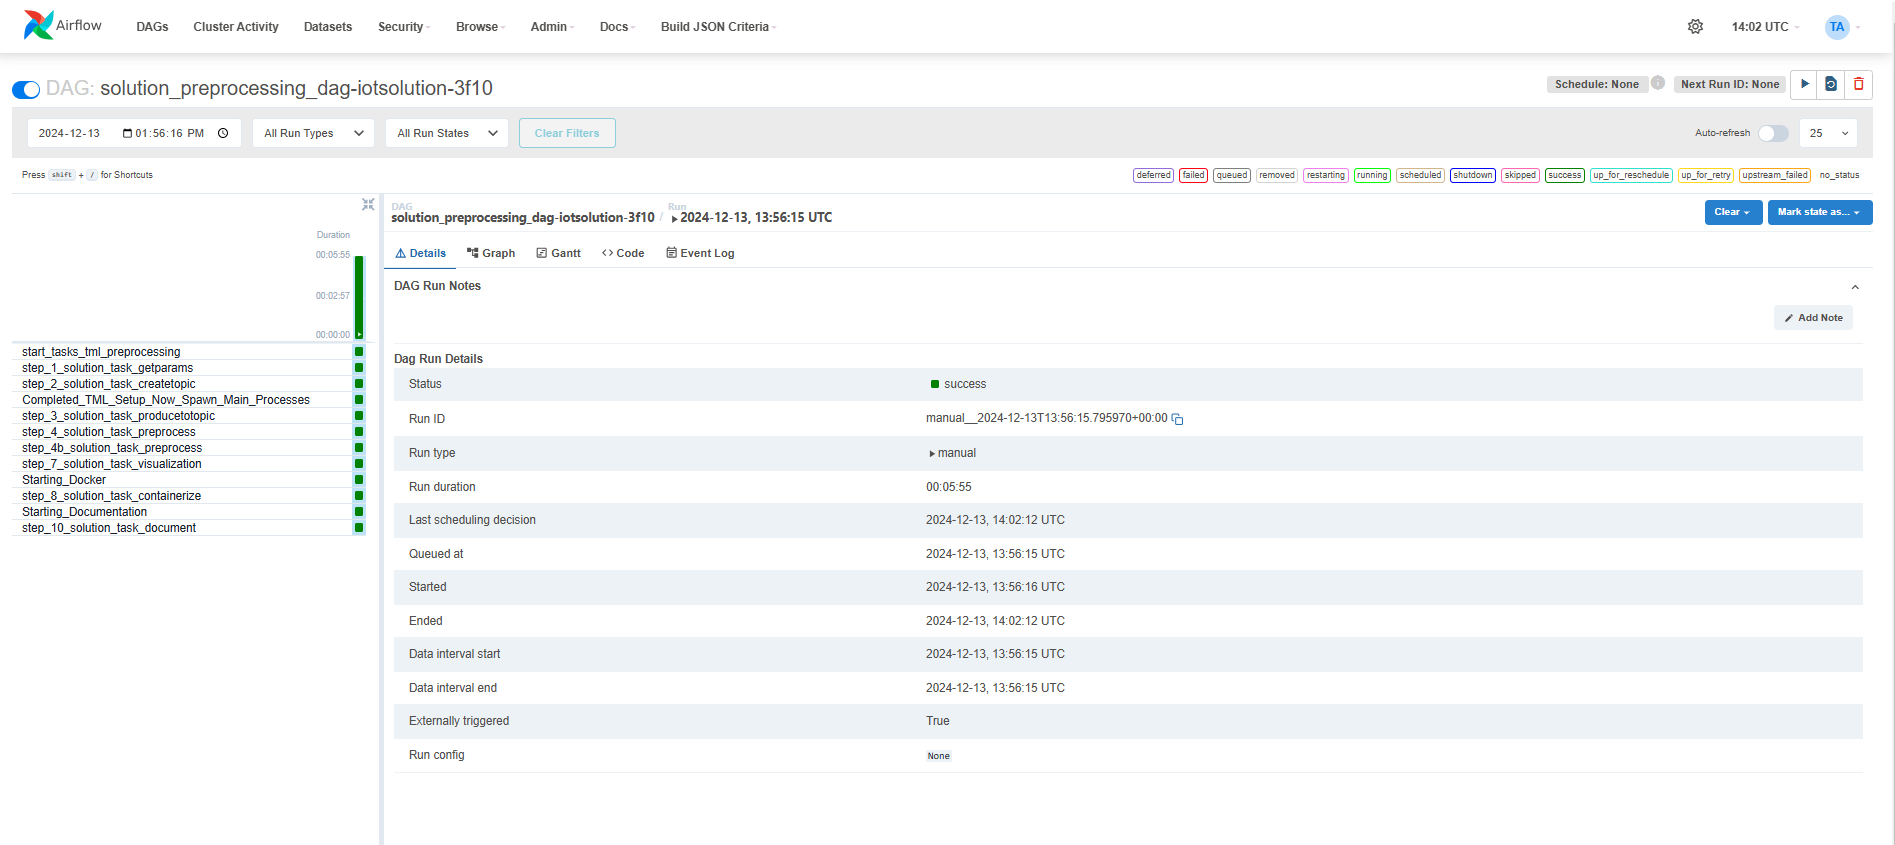 Airflow DAGs Cluster Activity Datasets Security Browse Admin Docs Build JSON Criteria 14:02 UTC TA
DAG: solution_preprocessing_dag-iotsolution-3f10 Schedule: None i Next Run ID: None
2024-12-13 01:56:16 PM All Run Types All Run States Clear Filters Auto-refresh 25
Press shift + / for Shortcuts deferred failed queued removed restarting running scheduled shutdown skipped success up_for_reschedule up_for_retry upstream_failed no_status
DAG Run
solution_preprocessing_dag-iotsolution-3f10 / 2024-12-13, 13:56:15 UTC Clear Mark state as...
Duration
00:05:55
00:02:57
00:00:00
start_tasks_tml_preprocessing
step_1_solution_task_getparams
step_2_solution_task_createtopic
Completed_TML_Setup_Now_Spawn_Main_Processes
step_3_solution_task_producetotopic
step_4_solution_task_preprocess
step_4b_solution_task_preprocess
step_7_solution_task_visualization
Starting_Docker
step_8_solution_task_containerize
Starting_Documentation
step_10_solution_task_document
Details Graph Gantt Code Event Log
DAG Run Notes
Add Note
Dag Run Details
Status success
Run ID manual__2024-12-13T13:56:15.795970+00:00
Run type manual
Run duration 00:05:55
Last scheduling decision 2024-12-13, 14:02:12 UTC
Queued at 2024-12-13, 13:56:15 UTC
Started 2024-12-13, 13:56:16 UTC
Ended 2024-12-13, 14:02:12 UTC
Data interval start 2024-12-13, 13:56:15 UTC
Data interval end 2024-12-13, 13:56:15 UTC
Externally triggered True
Run config None